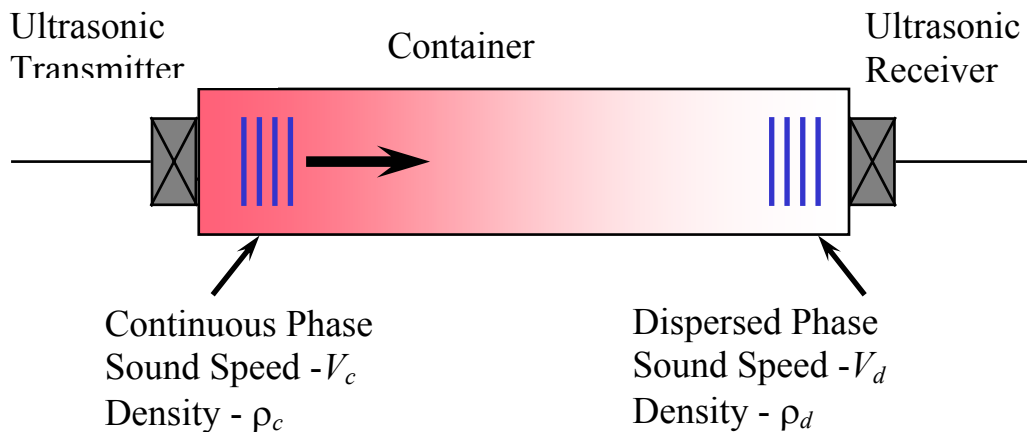 Ultrasonic
Transmitter
Container
Ultrasonic
Receiver
Continuous Phase
Sound Speed -Vc
Density - ρc
Dispersed Phase
Sound Speed -Vd
Density - ρd